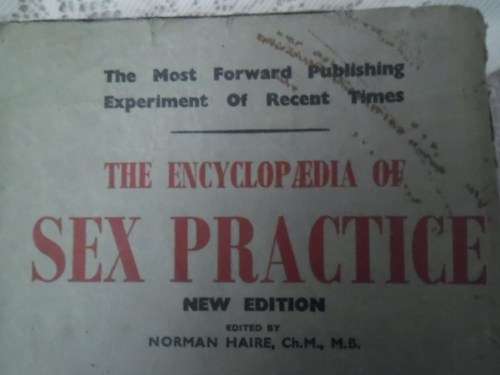 The Most Forward Publishing
Experiment Of Recent Times
THE ENCYCLOPÆDIA OF
SEX PRACTICE
NEW EDITION
EDITED BY
NORMAN HAIRE, Ch.M., M.B.